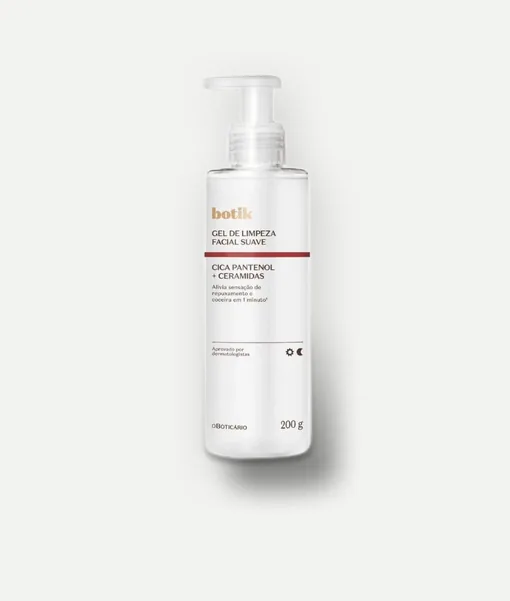 botik
GEL DE LIMPEZA
FACIAL SUAVE
CICA PANTENOL
+ CERAMIDAS
Alivia sensação de
repuxamento e
coceira em 1 minuto¹
Aprovado por
dermatologistas
OBOTICÁRIO
200 g